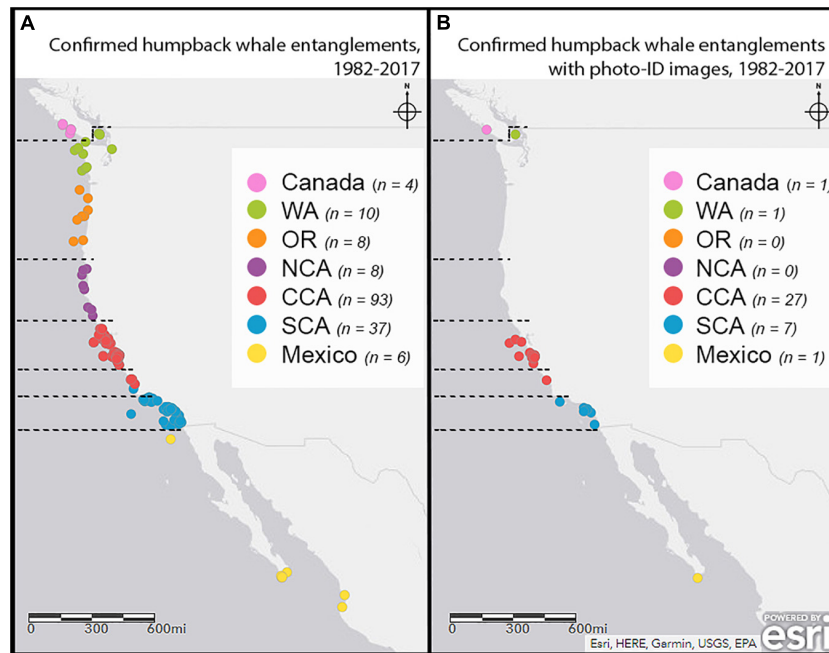 A
Confirmed humpback whale entanglements,
1982-2017
N
Canada (n = 4)
WA (n = 10)
OR (n = 8)
NCA (n = 8)
CCA (n = 93)
SCA (n = 37)
Mexico (n = 6)
0 300 600mi
B
Confirmed humpback whale entanglements
with photo-ID images, 1982-2017
N
Canada (n = 1)
WA (n = 1)
OR (n = 0)
NCA (n = 0)
CCA (n = 27)
SCA (n = 7)
Mexico (n = 1)
0 300 600mi
POWERED BY
esri
Esri, HERE, Garmin, USGS, EPA